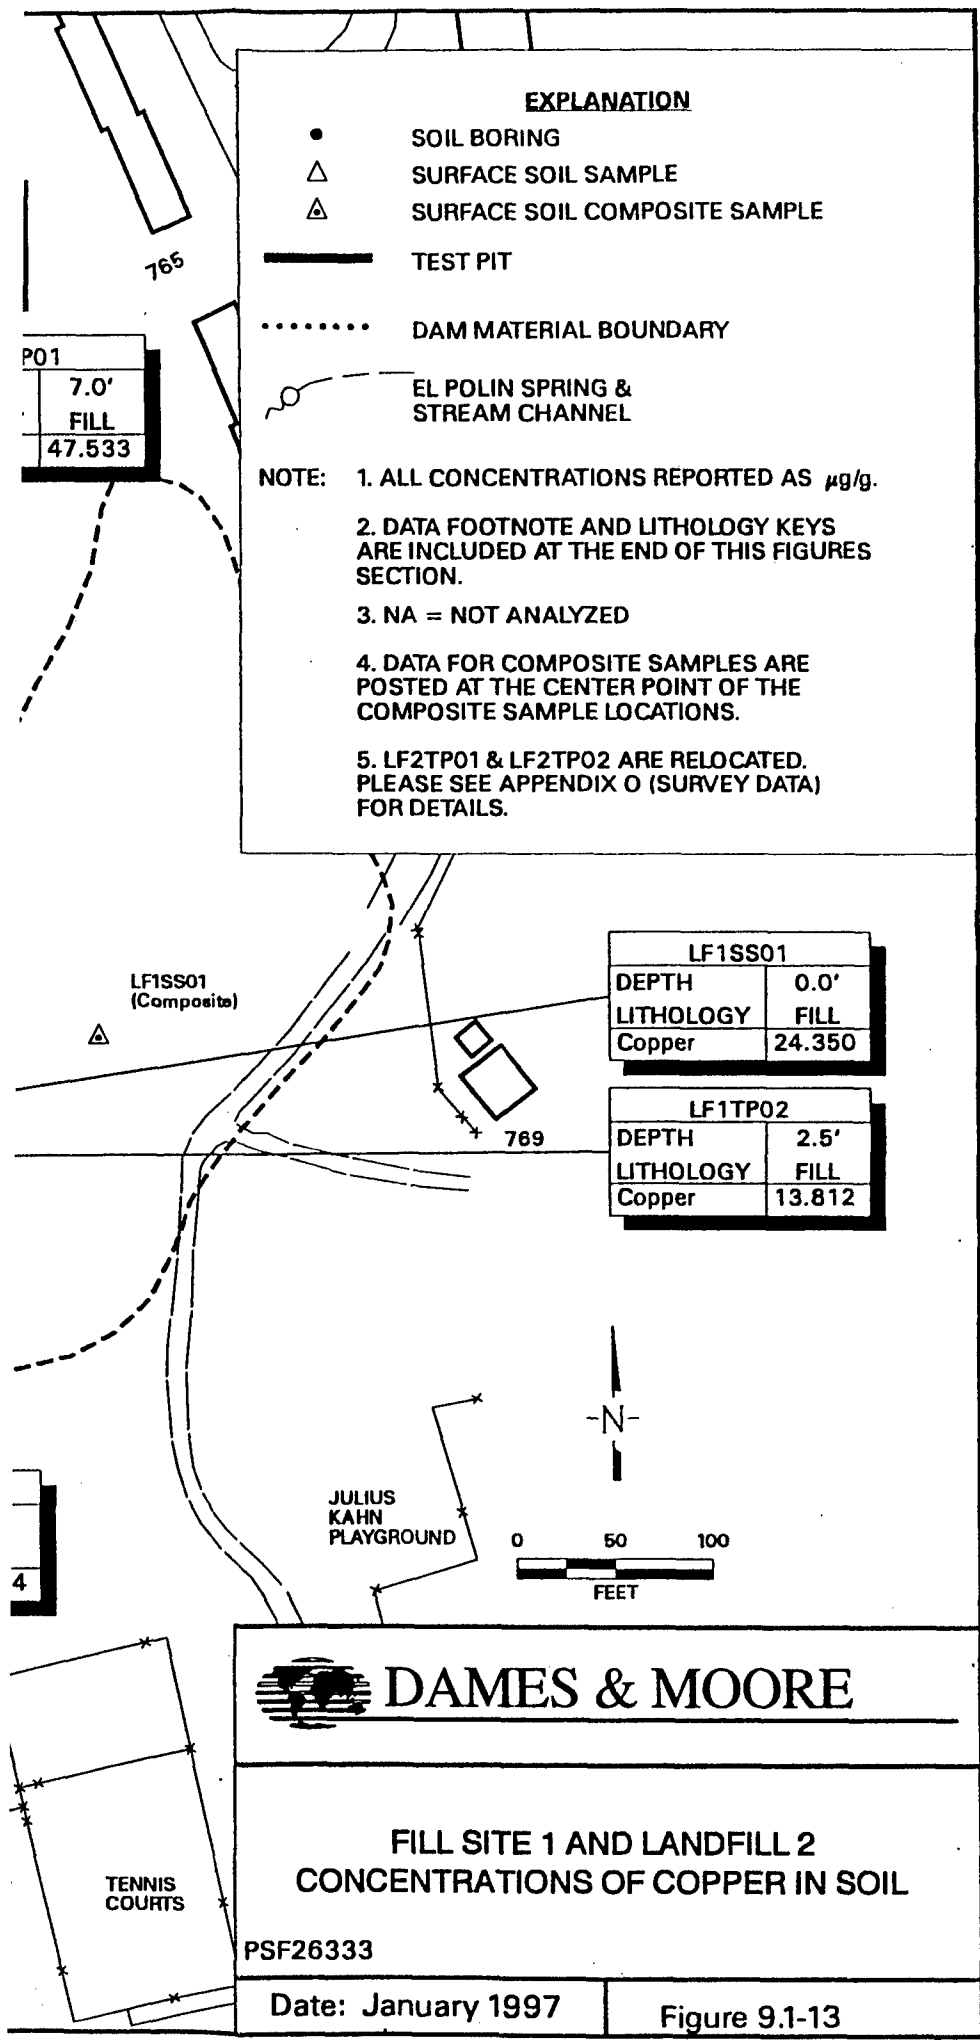 EXPLANATION
SOIL BORING
SURFACE SOIL SAMPLE
SURFACE SOIL COMPOSITE SAMPLE
TEST PIT
DAM MATERIAL BOUNDARY
EL POLIN SPRING &
STREAM CHANNEL
NOTE: 1. ALL CONCENTRATIONS REPORTED AS μg/g.
2. DATA FOOTNOTE AND LITHOLOGY KEYS
ARE INCLUDED AT THE END OF THIS FIGURES
SECTION.
3. NA = NOT ANALYZED
4. DATA FOR COMPOSITE SAMPLES ARE
POSTED AT THE CENTER POINT OF THE
COMPOSITE SAMPLE LOCATIONS.
5. LF2TP01 & LF2TP02 ARE RELOCATED.
PLEASE SEE APPENDIX O (SURVEY DATA)
FOR DETAILS.
765
P01
7.0'
FILL
47.533
LF1SS01
(Composite)
LF1SS01
DEPTH 0.0'
LITHOLOGY FILL
Copper 24.350
LF1TP02
DEPTH 2.5'
LITHOLOGY FILL
Copper 13.812
769
-N-
JULIUS
KAHN
PLAYGROUND
0 50 100
FEET
4
TENNIS
COURTS
DAMES & MOORE
FILL SITE 1 AND LANDFILL 2
CONCENTRATIONS OF COPPER IN SOIL
PSF26333
Date: January 1997
Figure 9.1-13